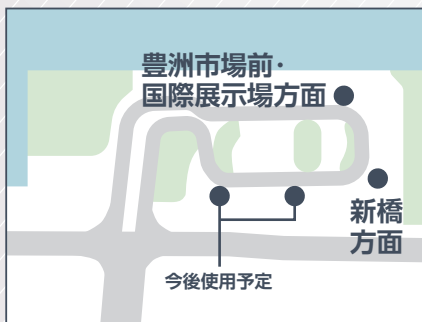 豊洲市場前・
国際展示場方面
新橋
方面
今後使用予定